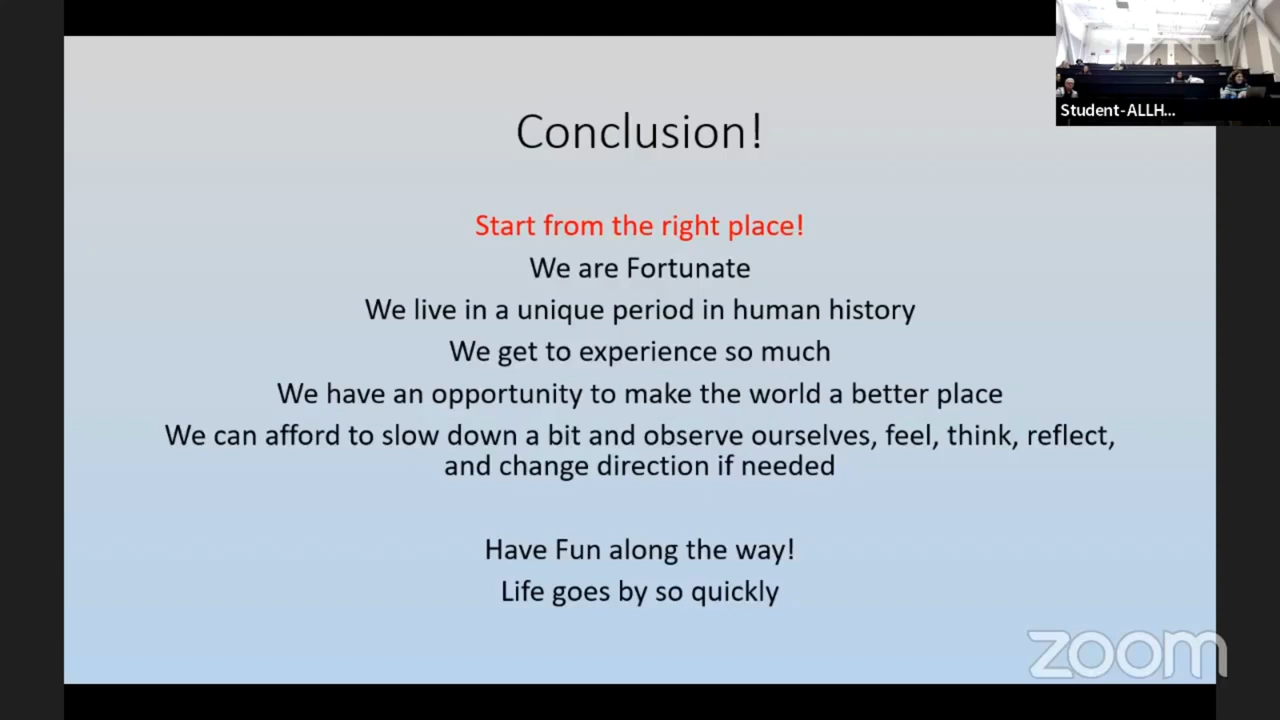 Student-ALLH...
Conclusion!
Start from the right place!
We are Fortunate
We live in a unique period in human history
We get to experience so much
We have an opportunity to make the world a better place
We can afford to slow down a bit and observe ourselves, feel, think, reflect,
and change direction if needed
Have Fun along the way!
Life goes by so quickly
zoom